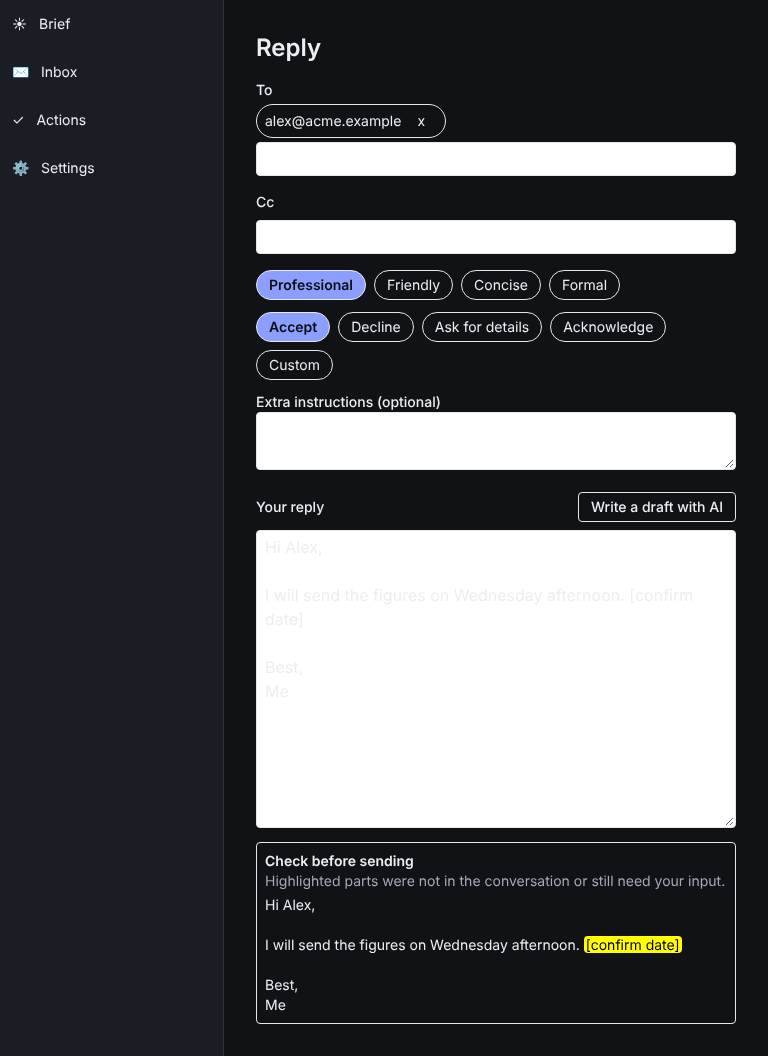 ☀ Brief
✉️ Inbox
✓ Actions
⚙️ Settings
Reply
To
alex@acme.example x
Cc
Professional Friendly Concise Formal
Accept Decline Ask for details Acknowledge
Custom
Extra instructions (optional)
Your reply Write a draft with AI
Hi Alex,
I will send the figures on Wednesday afternoon. [confirm
date]
Best,
Me
Check before sending
Highlighted parts were not in the conversation or still need your input.
Hi Alex,
I will send the figures on Wednesday afternoon. [confirm date]
Best,
Me